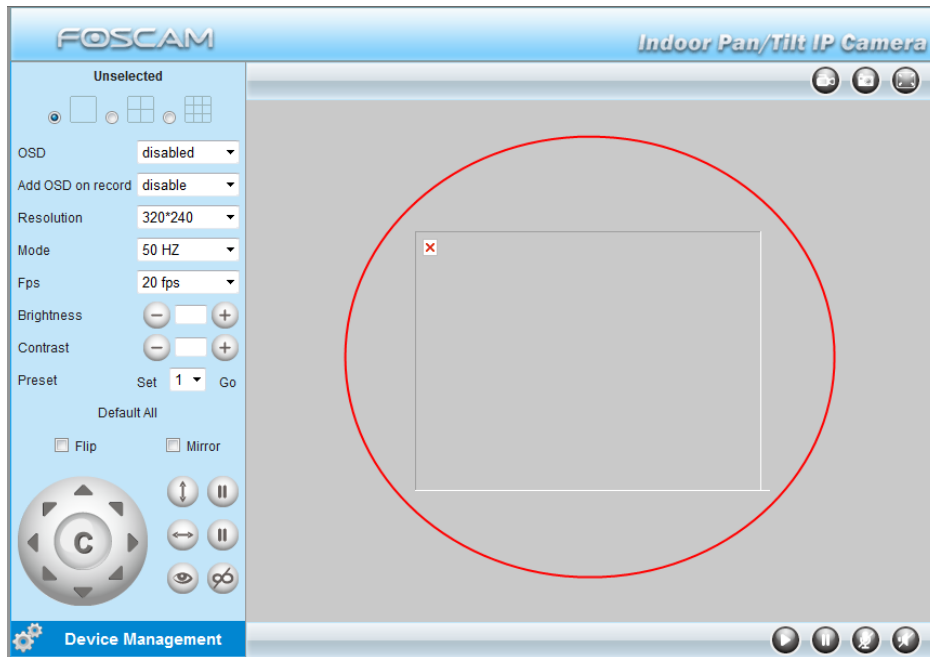 FOSCAM
Indoor Pan/Tilt IP Camera
Unselected
OSD disabled
Add OSD on record disable
Resolution 320*240
Mode 50 HZ
Fps 20 fps
Brightness
Contrast
Preset Set 1 Go
Default All
Flip Mirror
C
Device Management